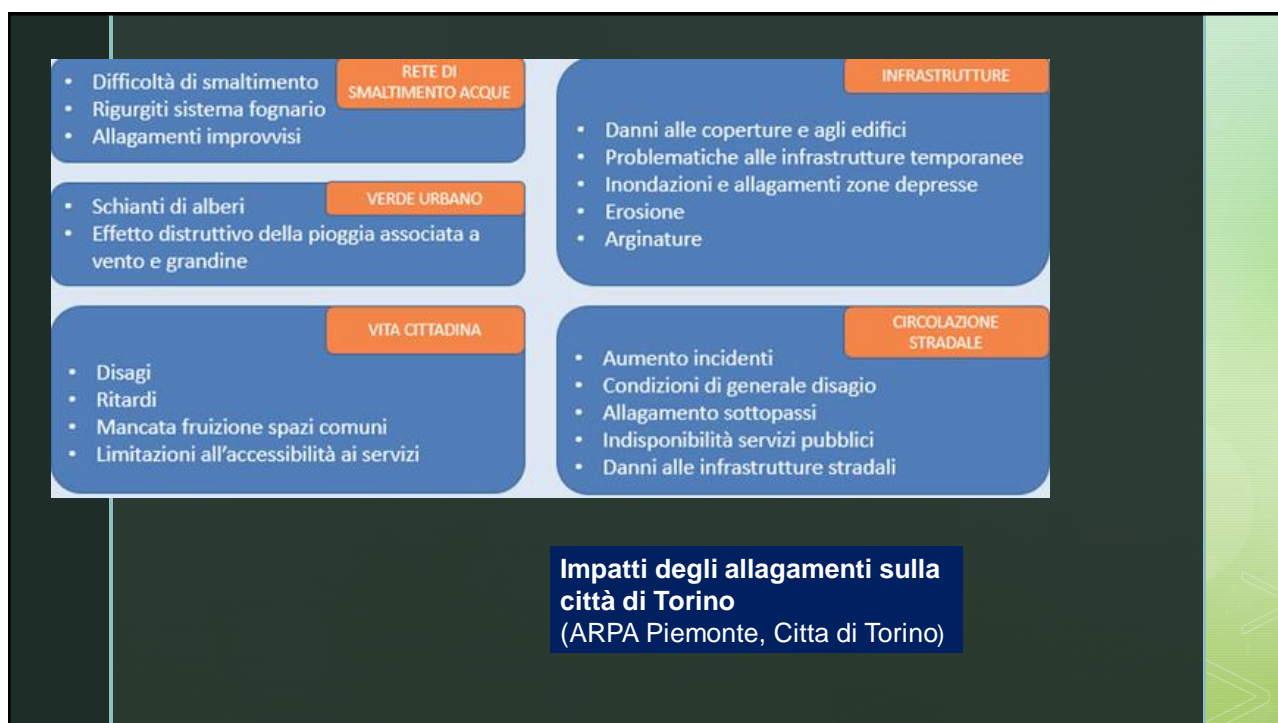 RETE DI
SMALTIMENTO ACQUE
• Difficoltà di smaltimento
• Rigurgiti sistema fognario
• Allagamenti improvvisi
VERDE URBANO
• Schianti di alberi
• Effetto distruttivo della pioggia associata a
vento e grandine
VITA CITTADINA
• Disagi
• Ritardi
• Mancata fruizione spazi comuni
• Limitazioni all'accessibilità ai servizi
INFRASTRUTTURE
• Danni alle coperture e agli edifici
• Problematiche alle infrastrutture temporanee
• Inondazioni e allagamenti zone depresse
• Erosione
• Arginature
CIRCOLAZIONE
STRADALE
• Aumento incidenti
• Condizioni di generale disagio
• Allagamento sottopassi
• Indisponibilità servizi pubblici
• Danni alle infrastrutture stradali
Impatti degli allagamenti sulla
città di Torino
(ARPA Piemonte, Citta di Torino)